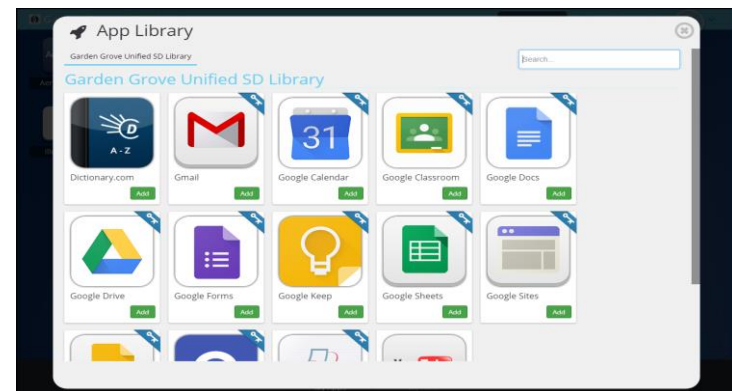 App Library
Garden Grove Unified SD Library
Search...
Garden Grove Unified SD Library
D
A - Z
31
Dictionary.com
Gmail
Google Calendar
Google Classroom
Google Docs
Add
Add
Add
Add
Add
Google Drive
Google Forms
Google Keep
Google Sheets
Google Sites
Add
Add
Add
Add
Add